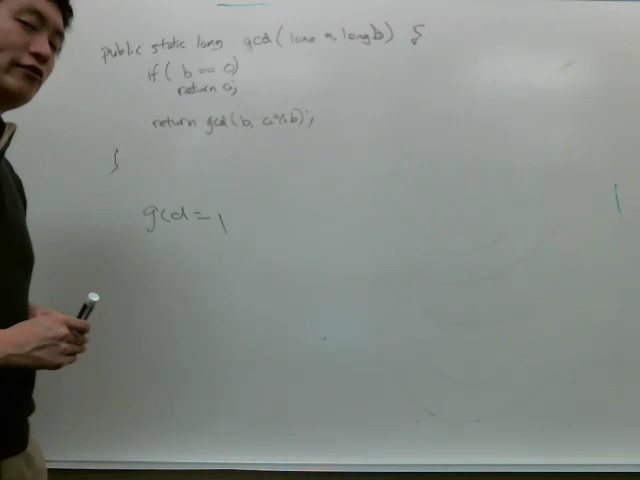 public static long gcd(long a, long b) {
if( b == 0)
return a;
return gcd(b, a%b);
}
gcd=1